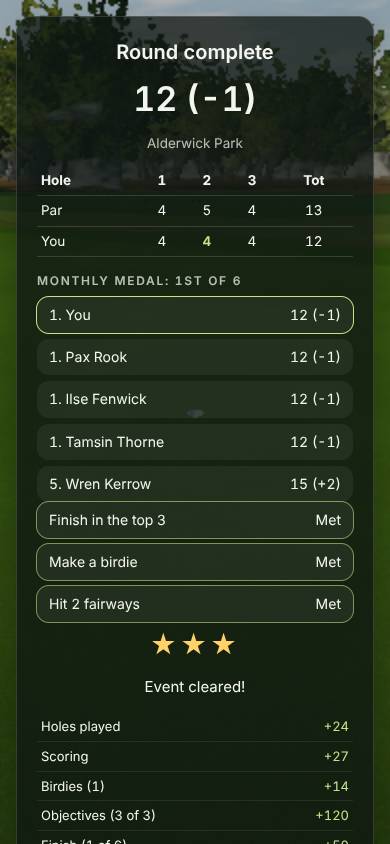 Round complete
12 (-1)
Alderwick Park
Hole 1 2 3 Tot
Par 4 5 4 13
You 4 4 4 12
MONTHLY MEDAL: 1ST OF 6
1. You 12 (-1)
1. Pax Rook 12 (-1)
1. Ilse Fenwick 12 (-1)
1. Tamsin Thorne 12 (-1)
5. Wren Kerrow 15 (+2)
Finish in the top 3 Met
Make a birdie Met
Hit 2 fairways Met
Event cleared!
Holes played +24
Scoring +27
Birdies (1) +14
Objectives (3 of 3) +120
Finish (1 of 6)